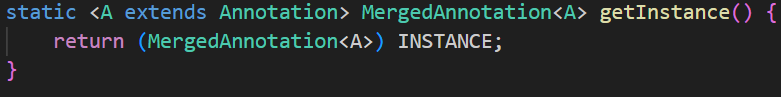 static <A extends Annotation> MergedAnnotation<A> getInstance() {
    return (MergedAnnotation<A>) INSTANCE;
}